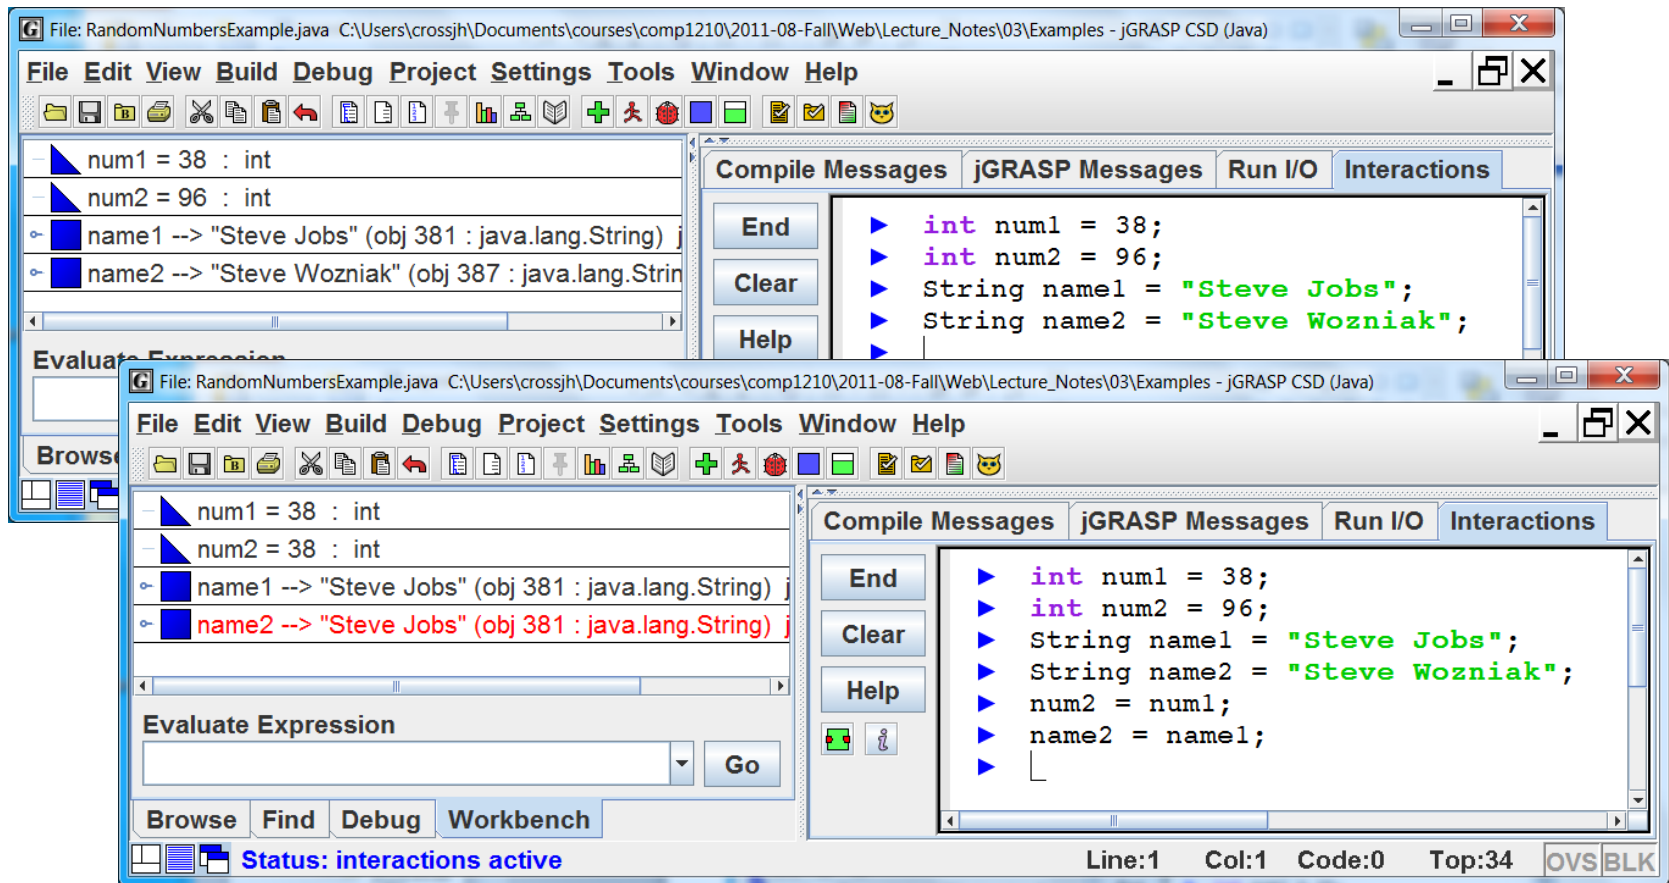 File: RandomNumbersExample.java C:\Users\crossjh\Documents\courses\comp1210\2011-08-Fall\Web\Lecture_Notes\03\Examples - jGRASP CSD (Java)
File Edit View Build Debug Project Settings Tools Window Help
num1 = 38 : int
num2 = 96 : int
name1 --> "Steve Jobs" (obj 381 : java.lang.String) j
name2 --> "Steve Wozniak" (obj 387 : java.lang.Strin
Compile Messages jGRASP Messages Run I/O Interactions
End
Clear
Help
int num1 = 38;
int num2 = 96;
String name1 = "Steve Jobs";
String name2 = "Steve Wozniak";
Evaluate Expression
Browse
File: RandomNumbersExample.java C:\Users\crossjh\Documents\courses\comp1210\2011-08-Fall\Web\Lecture_Notes\03\Examples - jGRASP CSD (Java)
File Edit View Build Debug Project Settings Tools Window Help
num1 = 38 : int
num2 = 38 : int
name1 --> "Steve Jobs" (obj 381 : java.lang.String) j
name2 --> "Steve Jobs" (obj 381 : java.lang.String) j
Evaluate Expression
Go
Browse Find Debug Workbench
Compile Messages jGRASP Messages Run I/O Interactions
End
Clear
Help
int num1 = 38;
int num2 = 96;
String name1 = "Steve Jobs";
String name2 = "Steve Wozniak";
num2 = num1;
name2 = name1;
Status: interactions active Line:1 Col:1 Code:0 Top:34 OVS BLK